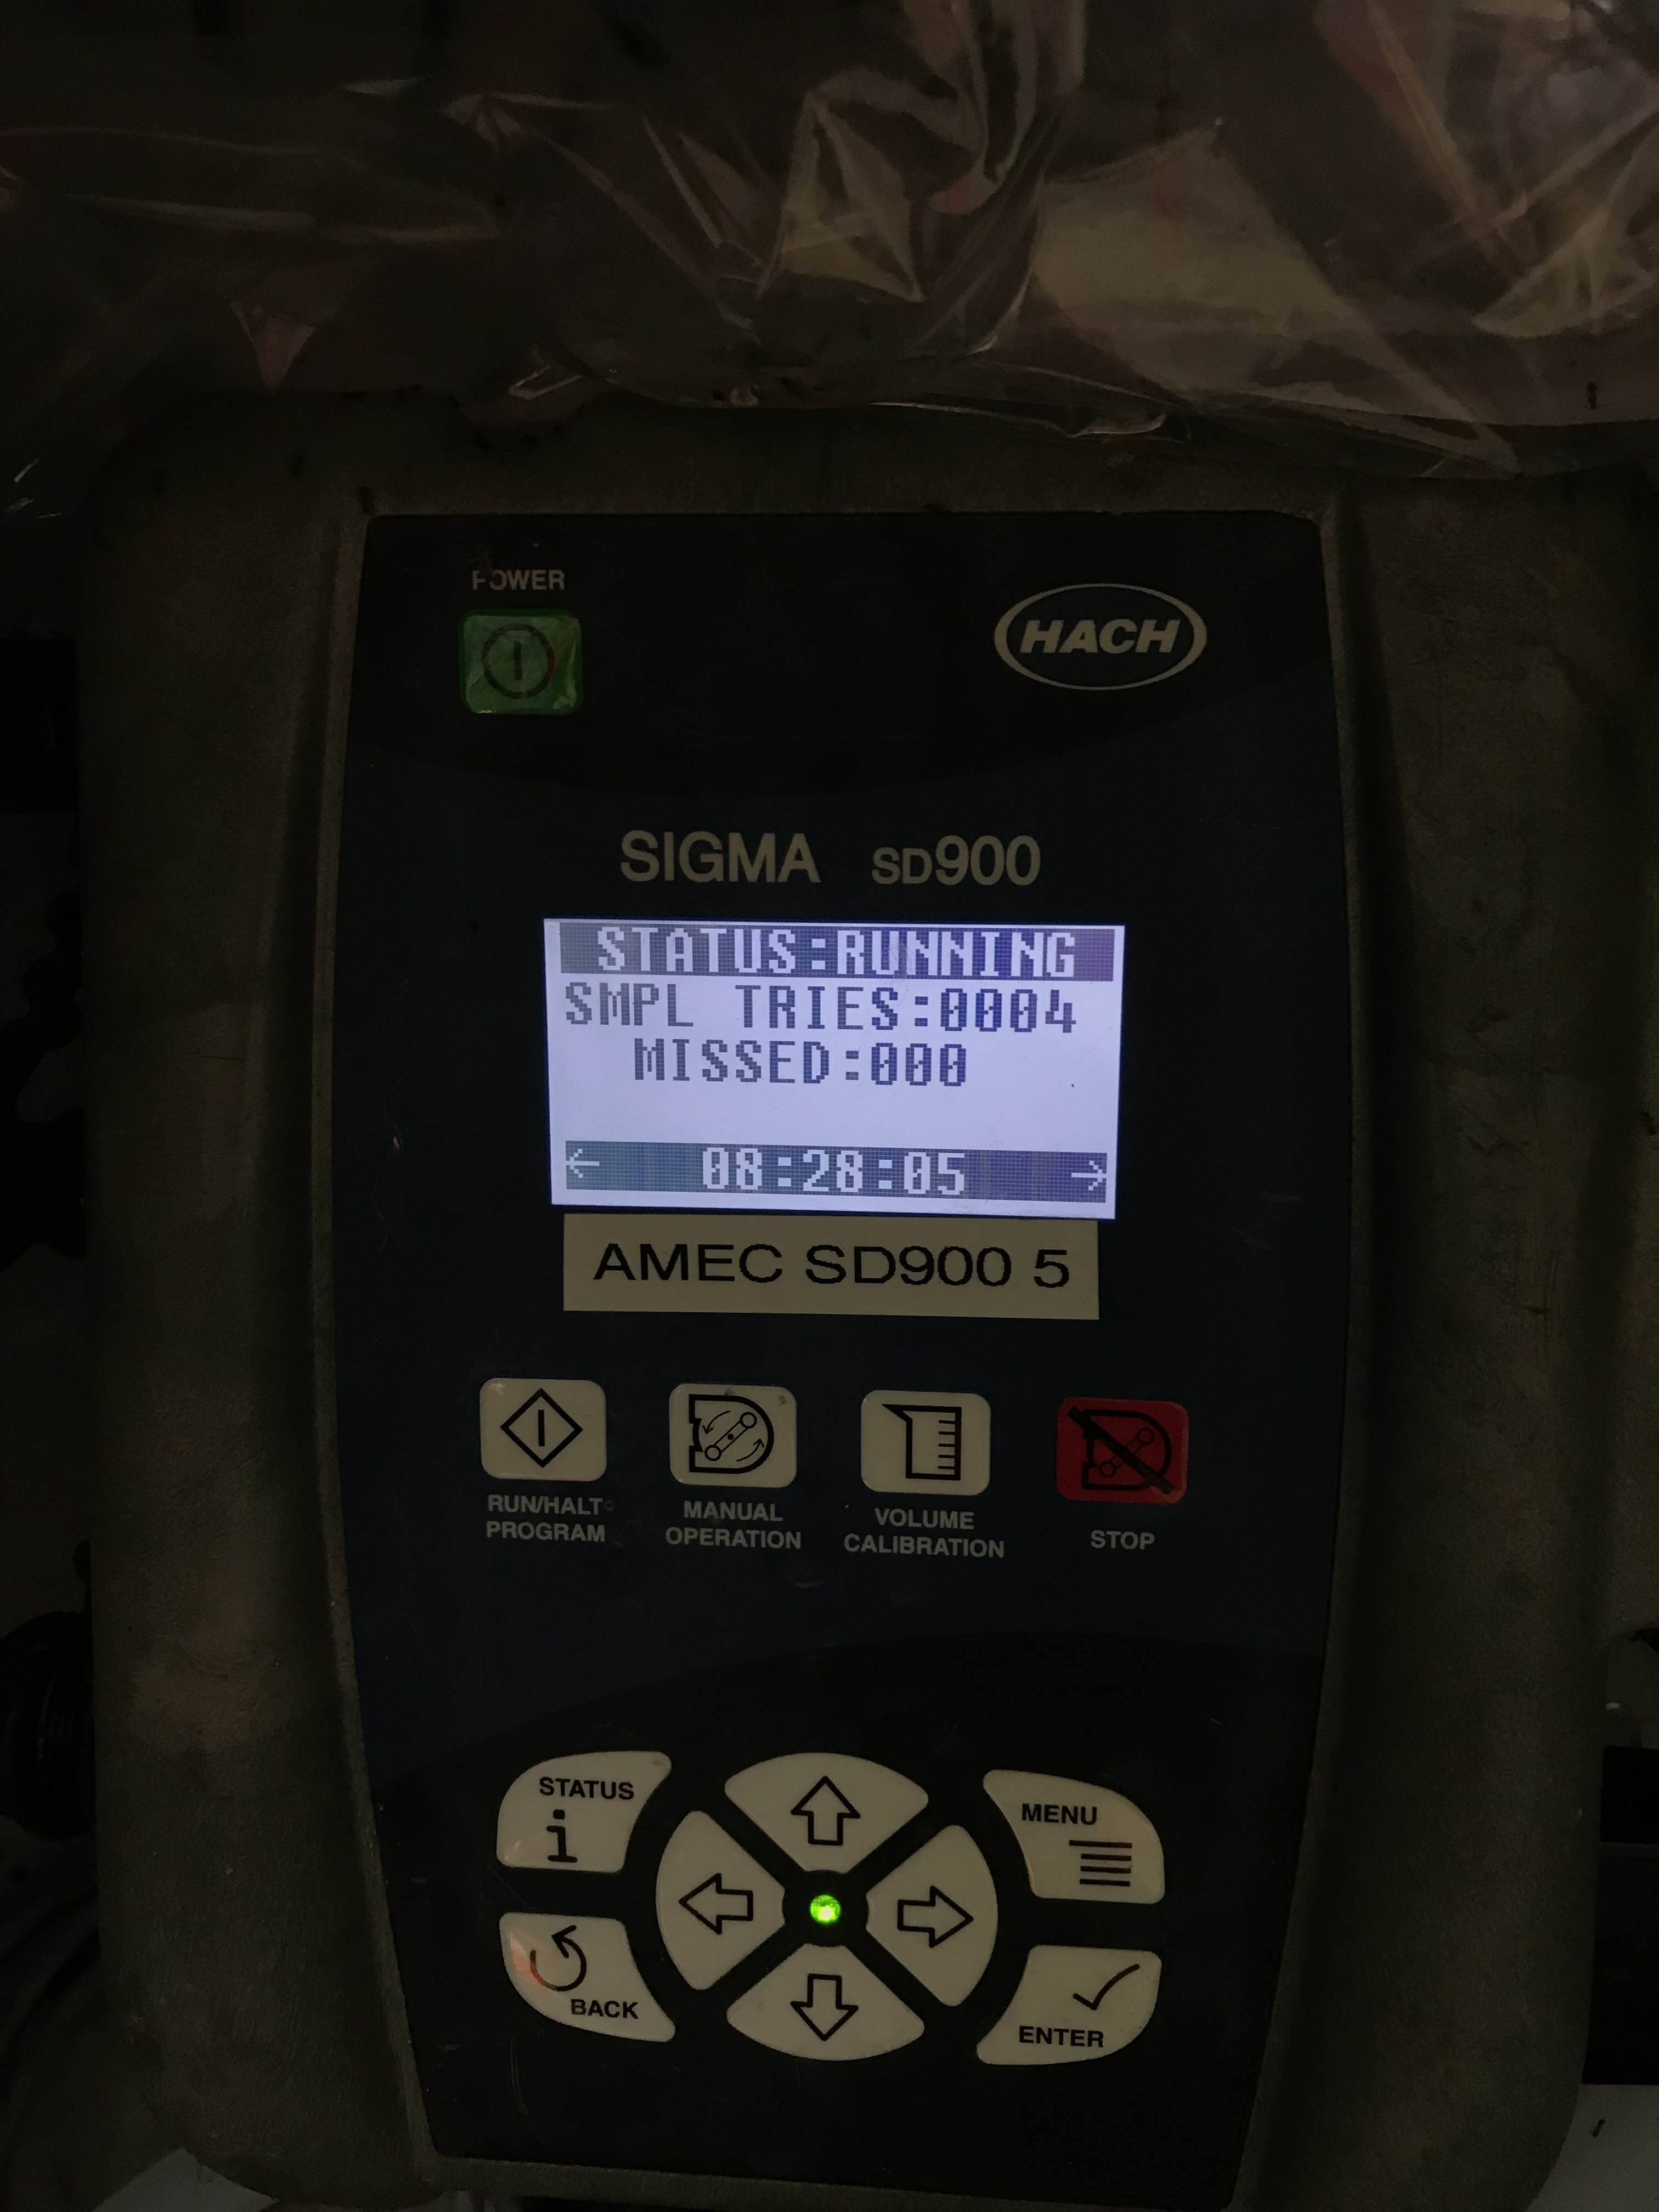 POWER
HACH
SIGMA SD900
STATUS:RUNNING
SMPL TRIES:0004
MISSED:000
← 08:28:05 →
AMEC SD900 5
RUN/HALT
PROGRAM
MANUAL
OPERATION
VOLUME
CALIBRATION
STOP
STATUS
i
MENU
BACK
ENTER